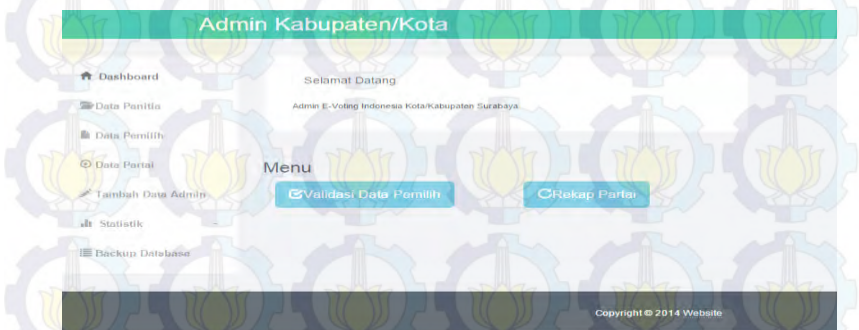 Admin Kabupaten/Kota
Dashboard
Data Panitia
Data Pemilih
Data Partai
Tambah Data Admin
Statistik
Backup Database
Selamat Datang
Admin E-Voting Indonesia Kota/Kabupaten Surabaya
Menu
Validasi Data Pemilih
Rekap Partai
Copyright © 2014 Website